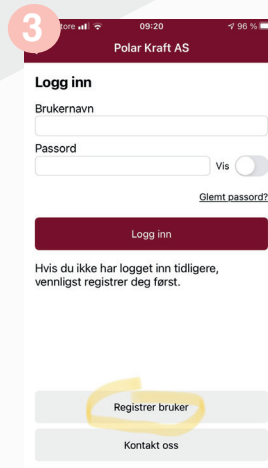 3
tore 09:20 96 %
Polar Kraft AS
Logg inn
Brukernavn
Passord
Vis
Glemt passord?
Logg inn
Hvis du ikke har logget inn tidligere,
vennligst registrer deg først.
Registrer bruker
Kontakt oss